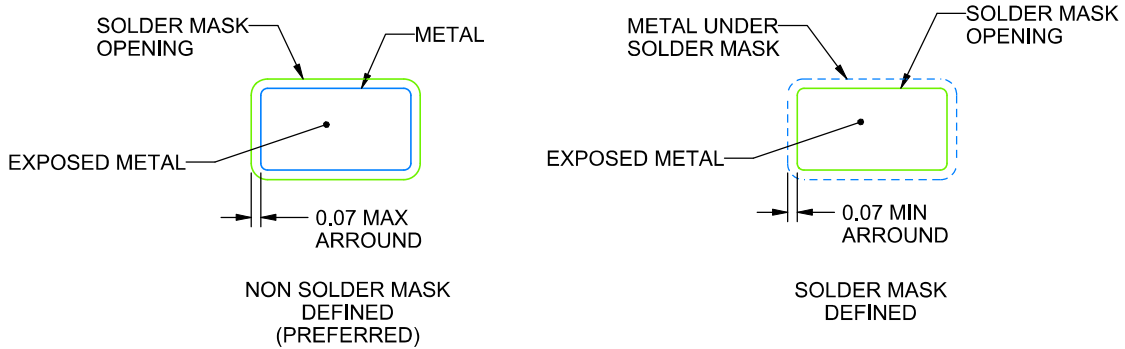 SOLDER MASK
OPENING
METAL
EXPOSED METAL
0.07 MAX
ARROUND
NON SOLDER MASK
DEFINED
(PREFERRED)
METAL UNDER
SOLDER MASK
SOLDER MASK
OPENING
EXPOSED METAL
0.07 MIN
ARROUND
SOLDER MASK
DEFINED